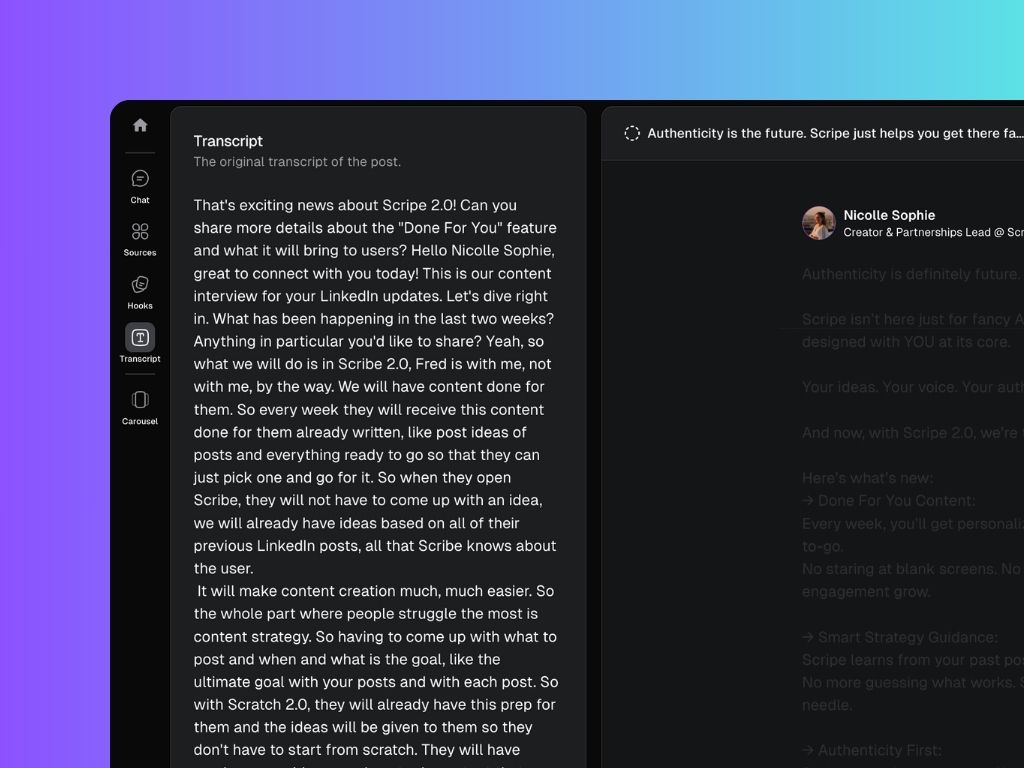 Chat
Sources
Hooks
Transcript
Carousel
Transcript
The original transcript of the post.
That's exciting news about Scripe 2.0! Can you
share more details about the "Done For You" feature
and what it will bring to users? Hello Nicolle Sophie,
great to connect with you today! This is our content
interview for your LinkedIn updates. Let's dive right
in. What has been happening in the last two weeks?
Anything in particular you'd like to share? Yeah, so
what we will do is in Scribe 2.0, Fred is with me, not
with me, by the way. We will have content done for
them. So every week they will receive this content
done for them already written, like post ideas of
posts and everything ready to go so that they can
just pick one and go for it. So when they open
Scribe, they will not have to come up with an idea,
we will already have ideas based on all of their
previous LinkedIn posts, all that Scribe knows about
the user.
It will make content creation much, much easier. So
the whole part where people struggle the most is
content strategy. So having to come up with what to
post and when and what is the goal, like the
ultimate goal with your posts and with each post. So
with Scratch 2.0, they will already have this prep for
them and the ideas will be given to them so they
don't have to start from scratch. They will have
Authenticity is the future. Scripe just helps you get there fa...
Nicolle Sophie
Creator & Partnerships Lead @ Scr
Authenticity is definitely future.
Scripe isn't here just for fancy A
designed with YOU at its core.
Your ideas. Your voice. Your auth
And now, with Scripe 2.0, we're
Here's what's new:
→ Done For You Content:
Every week, you'll get personaliz
to-go.
No staring at blank screens. No
engagement grow.
→ Smart Strategy Guidance:
Scripe learns from your past pos
No more guessing what works. S
needle.
→ Authenticity First: